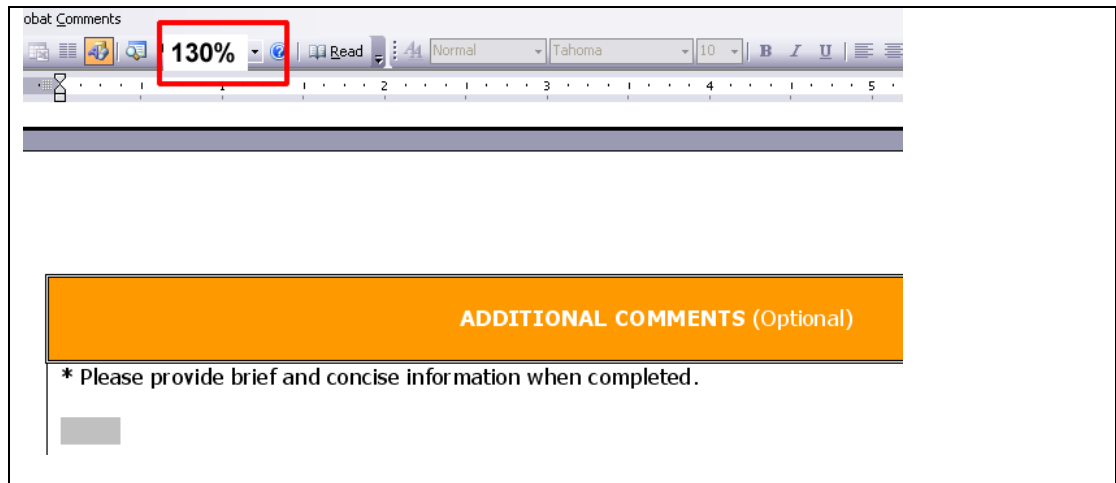 obat Comments
130% Read Normal Tahoma 10 B I U
1 2 3 4 5
ADDITIONAL COMMENTS (Optional)
* Please provide brief and concise information when completed.